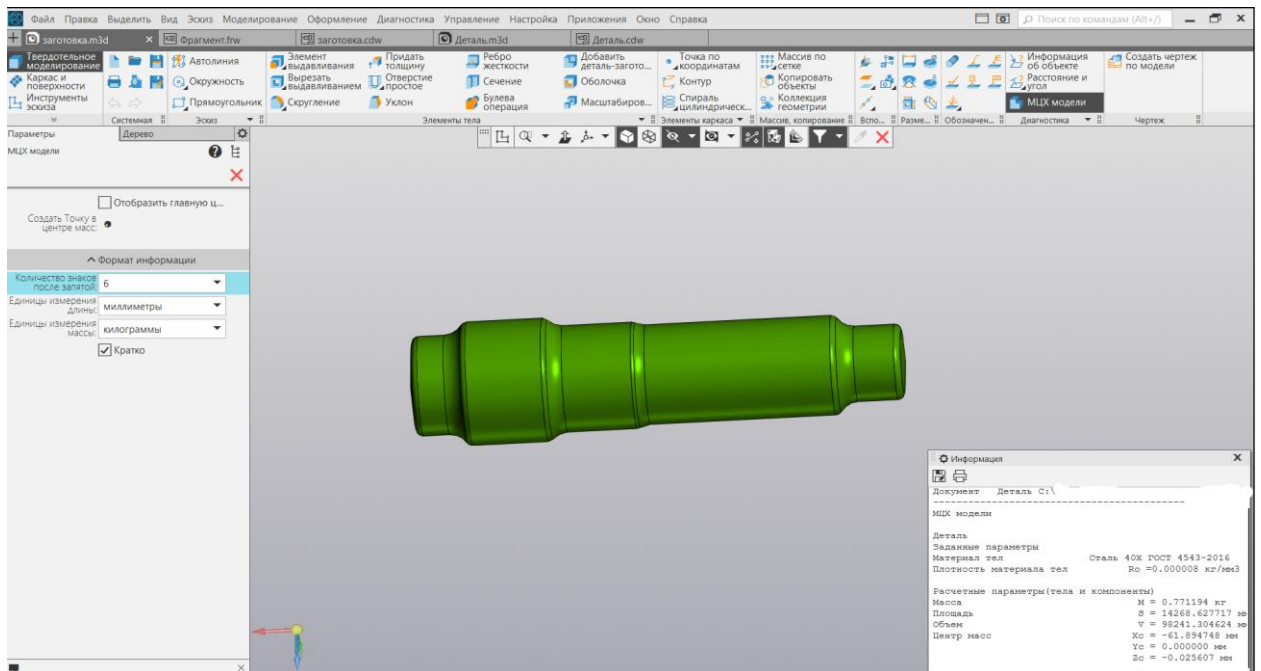 Файл Правка Выделить Вид Эскиз Моделирование Оформление Диагностика Управление Настройка Приложения Окно Справка
Поиск по командам (Alt+/)
заготовка.m3d
Фрагмент.frw
заготовка.cdw
Деталь.m3d
Деталь.cdw
Твердотельное моделирование
Каркас и поверхности
Инструменты эскиза
Системная
Автолиния
Окружность
Прямоугольник
Эскиз
Элемент выдавливания
Вырезать выдавливанием
Скругление
Придать толщину
Отверстие простое
Уклон
Ребро жесткости
Сечение
Булева операция
Добавить деталь-загото...
Оболочка
Масштабиров...
Элементы тела
Точка по координатам
Контур
Спираль цилиндрическ...
Элементы каркаса
Массив по сетке
Копировать объекты
Коллекция геометрии
Массив, копирование
Вспо...
Разме...
Обозначен...
Информация об объекте
Расстояние и угол
МЦХ модели
Диагностика
Создать чертеж по модели
Чертеж
Параметры
Дерево
МЦХ модели
Отобразить главную ц...
Создать Точку в
центре масс:
Формат информации
Количество знаков
после запятой: 6
Единицы измерения
длины: миллиметры
Единицы измерения
массы: килограммы
Кратко
Информация
Документ Деталь C:\
МЦХ модели
Деталь
Заданные параметры
Материал тел Сталь 40X ГОСТ 4543-2016
Плотность материала тел Ro =0.000008 кг/мм3
Расчетные параметры(тела и компоненты)
Масса M = 0.771194 кг
Площадь S = 14268.627717
Объем V = 98241.304624
Центр масс Xc = -61.894748 мм
Yc = 0.000000 мм
Zc = -0.025607 мм